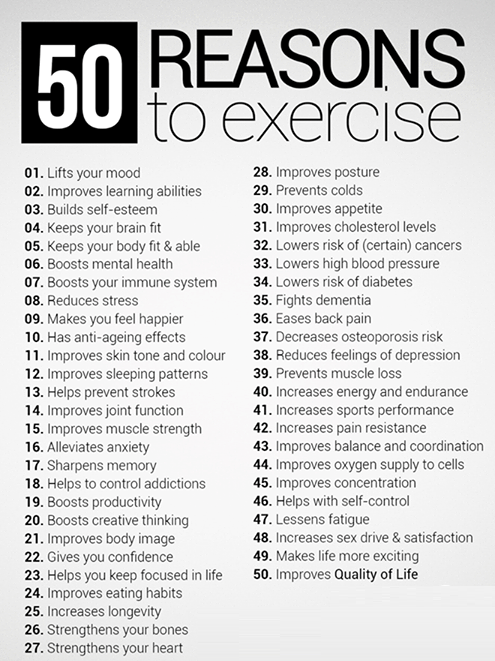 50 REASONS
to exercise
01. Lifts your mood
02. Improves learning abilities
03. Builds self-esteem
04. Keeps your brain fit
05. Keeps your body fit & able
06. Boosts mental health
07. Boosts your immune system
08. Reduces stress
09. Makes you feel happier
10. Has anti-ageing effects
11. Improves skin tone and colour
12. Improves sleeping patterns
13. Helps prevent strokes
14. Improves joint function
15. Improves muscle strength
16. Alleviates anxiety
17. Sharpens memory
18. Helps to control addictions
19. Boosts productivity
20. Boosts creative thinking
21. Improves body image
22. Gives you confidence
23. Helps you keep focused in life
24. Improves eating habits
25. Increases longevity
26. Strengthens your bones
27. Strengthens your heart
28. Improves posture
29. Prevents colds
30. Improves appetite
31. Improves cholesterol levels
32. Lowers risk of (certain) cancers
33. Lowers high blood pressure
34. Lowers risk of diabetes
35. Fights dementia
36. Eases back pain
37. Decreases osteoporosis risk
38. Reduces feelings of depression
39. Prevents muscle loss
40. Increases energy and endurance
41. Increases sports performance
42. Increases pain resistance
43. Improves balance and coordination
44. Improves oxygen supply to cells
45. Improves concentration
46. Helps with self-control
47. Lessens fatigue
48. Increases sex drive & satisfaction
49. Makes life more exciting
50. Improves Quality of Life